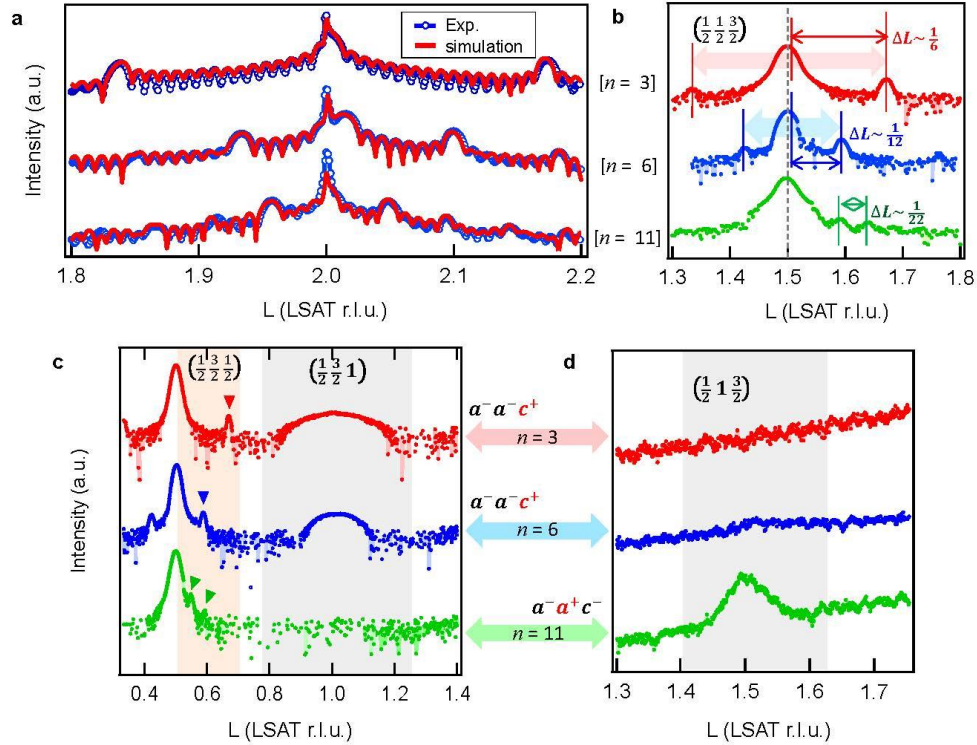 a
Exp.
simulation
Intensity (a.u.)
[n = 3]
[n = 6]
[n = 11]
1.8 1.9 2.0 2.1 2.2
L (LSAT r.l.u.)
b
(1/2 1/2 3/2)
ΔL~ 1/6
ΔL~ 1/12
ΔL~ 1/22
1.3 1.4 1.5 1.6 1.7 1.8
L (LSAT r.l.u.)
c
(1/2 3/2 1/2)
(1/2 3/2 1)
Intensity (a.u.)
0.4 0.6 0.8 1.0 1.2 1.4
L (LSAT r.l.u.)
a⁻a⁻c⁺
n = 3
a⁻a⁻c⁺
n = 6
a⁻a⁺c⁻
n = 11
d
(1/2 1 3/2)
1.3 1.4 1.5 1.6 1.7
L (LSAT r.l.u.)